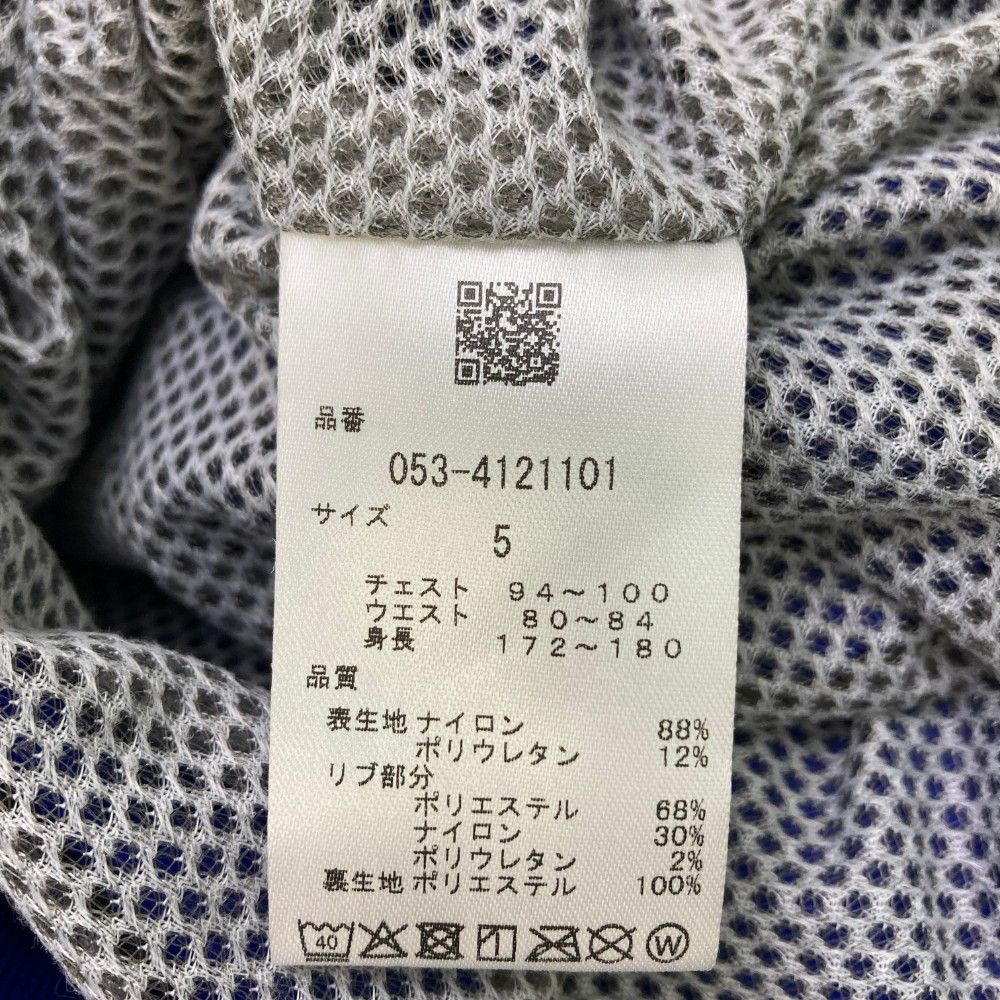 品番
053-4121101
サイズ
5
チェスト 94～100
ウエスト 80～84
身長 172～180
品質
表生地 ナイロン 88%
ポリウレタン 12%
リブ部分
ポリエステル 68%
ナイロン 30%
ポリウレタン 2%
裏生地 ポリエステル 100%
40 W